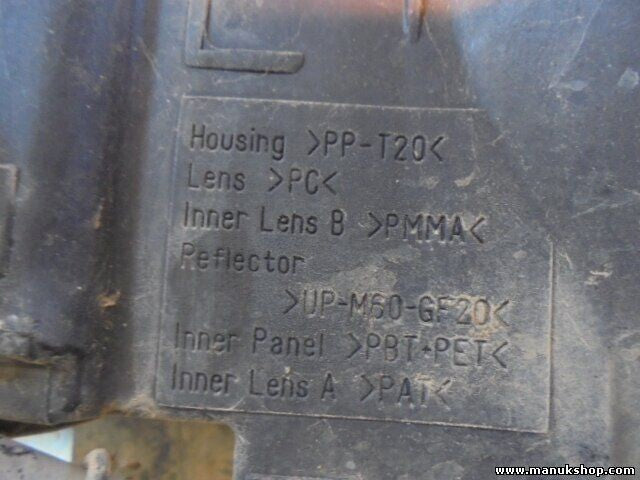 Housing >PP-T20<
Lens >PC<
Inner Lens B >PMMA<
Reflector
>UP-M60-GF20<
Inner Panel >PBT+PET<
Inner Lens A >PAT<
www.manukshop.com